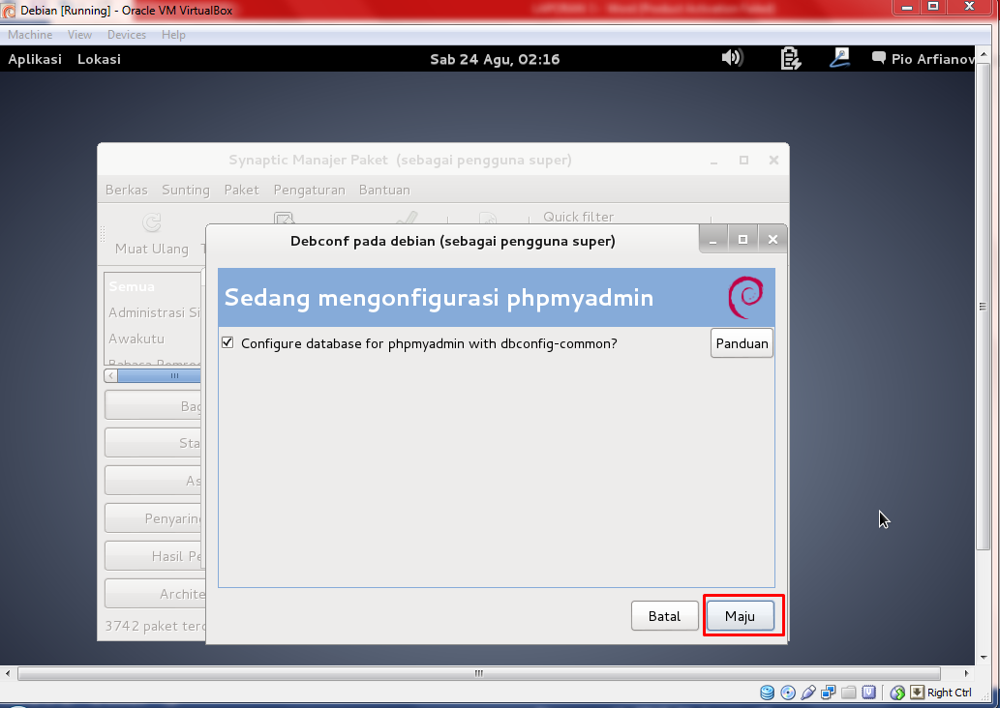 Debian [Running] - Oracle VM VirtualBox
Machine View Devices Help
Aplikasi Lokasi Sab 24 Agu, 02:16 Pio Arfianov
Synaptic Manajer Paket (sebagai pengguna super)
Berkas Sunting Paket Pengaturan Bantuan
Quick filter
Muat Ulang
Debconf pada debian (sebagai pengguna super)
Semua
Sedang mengonfigurasi phpmyadmin
Administrasi Si
Configure database for phpmyadmin with dbconfig-common? Panduan
Awakutu
Bag
Sta
As
Penyarin
Hasil Pe
Archite
Batal Maju
3742 paket terd
Right Ctrl